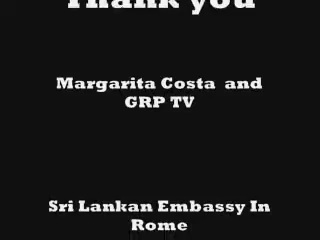 Thank you
Margarita Costa and
GRP TV
Sri Lankan Embassy In
Rome